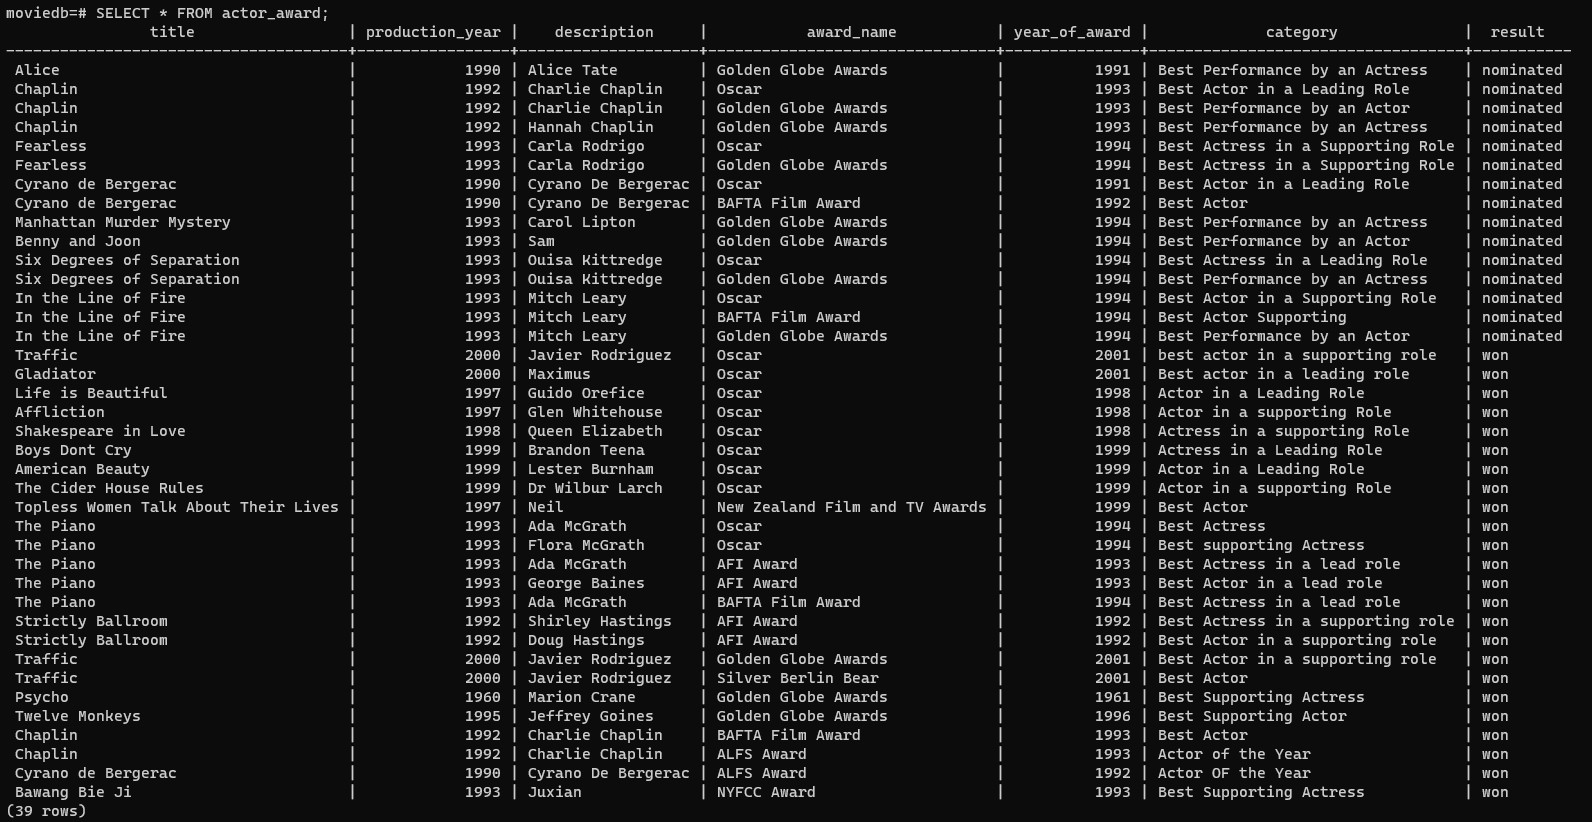 moviedb=# SELECT * FROM actor_award;
                title                 | production_year |    description     |           award_name           | year_of_award |             category              |  result
--------------------------------------+-----------------+--------------------+--------------------------------+---------------+-----------------------------------+-----------
 Alice                                |            1990 | Alice Tate         | Golden Globe Awards            |          1991 | Best Performance by an Actress    | nominated
 Chaplin                              |            1992 | Charlie Chaplin    | Oscar                          |          1993 | Best Actor in a Leading Role      | nominated
 Chaplin                              |            1992 | Charlie Chaplin    | Golden Globe Awards            |          1993 | Best Performance by an Actor      | nominated
 Chaplin                              |            1992 | Hannah Chaplin     | Golden Globe Awards            |          1993 | Best Performance by an Actress    | nominated
 Fearless                             |            1993 | Carla Rodrigo      | Oscar                          |          1994 | Best Actress in a Supporting Role | nominated
 Fearless                             |            1993 | Carla Rodrigo      | Golden Globe Awards            |          1994 | Best Actress in a Supporting Role | nominated
 Cyrano de Bergerac                   |            1990 | Cyrano De Bergerac | Oscar                          |          1991 | Best Actor in a Leading Role      | nominated
 Cyrano de Bergerac                   |            1990 | Cyrano De Bergerac | BAFTA Film Award               |          1992 | Best Actor                        | nominated
 Manhattan Murder Mystery             |            1993 | Carol Lipton       | Golden Globe Awards            |          1994 | Best Performance by an Actress    | nominated
 Benny and Joon                       |            1993 | Sam                | Golden Globe Awards            |          1994 | Best Performance by an Actor      | nominated
 Six Degrees of Separation            |            1993 | Ouisa Kittredge    | Oscar                          |          1994 | Best Actress in a Leading Role    | nominated
 Six Degrees of Separation            |            1993 | Ouisa Kittredge    | Golden Globe Awards            |          1994 | Best Performance by an Actress    | nominated
 In the Line of Fire                  |            1993 | Mitch Leary        | Oscar                          |          1994 | Best Actor in a Supporting Role   | nominated
 In the Line of Fire                  |            1993 | Mitch Leary        | BAFTA Film Award               |          1994 | Best Actor Supporting             | nominated
 In the Line of Fire                  |            1993 | Mitch Leary        | Golden Globe Awards            |          1994 | Best Performance by an Actor      | nominated
 Traffic                              |            2000 | Javier Rodriguez   | Oscar                          |          2001 | best actor in a supporting role   | won
 Gladiator                            |            2000 | Maximus            | Oscar                          |          2001 | Best actor in a leading role      | won
 Life is Beautiful                    |            1997 | Guido Orefice      | Oscar                          |          1998 | Actor in a Leading Role           | won
 Affliction                           |            1997 | Glen Whitehouse    | Oscar                          |          1998 | Actor in a supporting Role        | won
 Shakespeare in Love                  |            1998 | Queen Elizabeth    | Oscar                          |          1998 | Actress in a supporting Role      | won
 Boys Dont Cry                        |            1999 | Brandon Teena      | Oscar                          |          1999 | Actress in a Leading Role         | won
 American Beauty                      |            1999 | Lester Burnham     | Oscar                          |          1999 | Actor in a Leading Role           | won
 The Cider House Rules                |            1999 | Dr Wilbur Larch    | Oscar                          |          1999 | Actor in a supporting Role        | won
 Topless Women Talk About Their Lives |            1997 | Neil               | New Zealand Film and TV Awards |          1999 | Best Actor                        | won
 The Piano                            |            1993 | Ada McGrath        | Oscar                          |          1994 | Best Actress                      | won
 The Piano                            |            1993 | Flora McGrath      | Oscar                          |          1994 | Best supporting Actress           | won
 The Piano                            |            1993 | Ada McGrath        | AFI Award                      |          1993 | Best Actress in a lead role       | won
 The Piano                            |            1993 | George Baines      | AFI Award                      |          1993 | Best Actor in a lead role         | won
 The Piano                            |            1993 | Ada McGrath        | BAFTA Film Award               |          1994 | Best Actress in a lead role       | won
 Strictly Ballroom                    |            1992 | Shirley Hastings   | AFI Award                      |          1992 | Best Actress in a supporting role | won
 Strictly Ballroom                    |            1992 | Doug Hastings      | AFI Award                      |          1992 | Best Actor in a supporting role   | won
 Traffic                              |            2000 | Javier Rodriguez   | Golden Globe Awards            |          2001 | Best Actor in a supporting role   | won
 Traffic                              |            2000 | Javier Rodriguez   | Silver Berlin Bear             |          2001 | Best Actor                        | won
 Psycho                               |            1960 | Marion Crane       | Golden Globe Awards            |          1961 | Best Supporting Actress           | won
 Twelve Monkeys                       |            1995 | Jeffrey Goines     | Golden Globe Awards            |          1996 | Best Supporting Actor             | won
 Chaplin                              |            1992 | Charlie Chaplin    | BAFTA Film Award               |          1993 | Best Actor                        | won
 Chaplin                              |            1992 | Charlie Chaplin    | ALFS Award                     |          1993 | Actor of the Year                 | won
 Cyrano de Bergerac                   |            1990 | Cyrano De Bergerac | ALFS Award                     |          1992 | Actor OF the Year                 | won
 Bawang Bie Ji                        |            1993 | Juxian             | NYFCC Award                    |          1993 | Best Supporting Actress           | won
(39 rows)